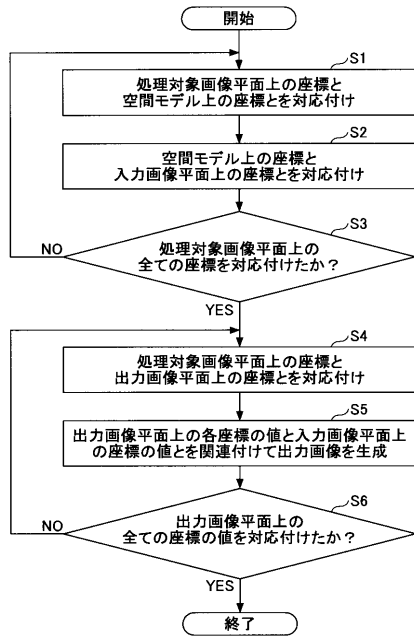 開始
S1
処理対象画像平面上の座標と
空間モデル上の座標とを対応付け
S2
空間モデル上の座標と
入力画像平面上の座標とを対応付け
S3
処理対象画像平面上の
全ての座標を対応付けたか？
NO
YES
S4
処理対象画像平面上の座標と
出力画像平面上の座標とを対応付け
S5
出力画像平面上の各座標の値と入力画像平面上
の座標の値とを関連付けて出力画像を生成
S6
出力画像平面上の
全ての座標の値を対応付けたか？
NO
YES
終了